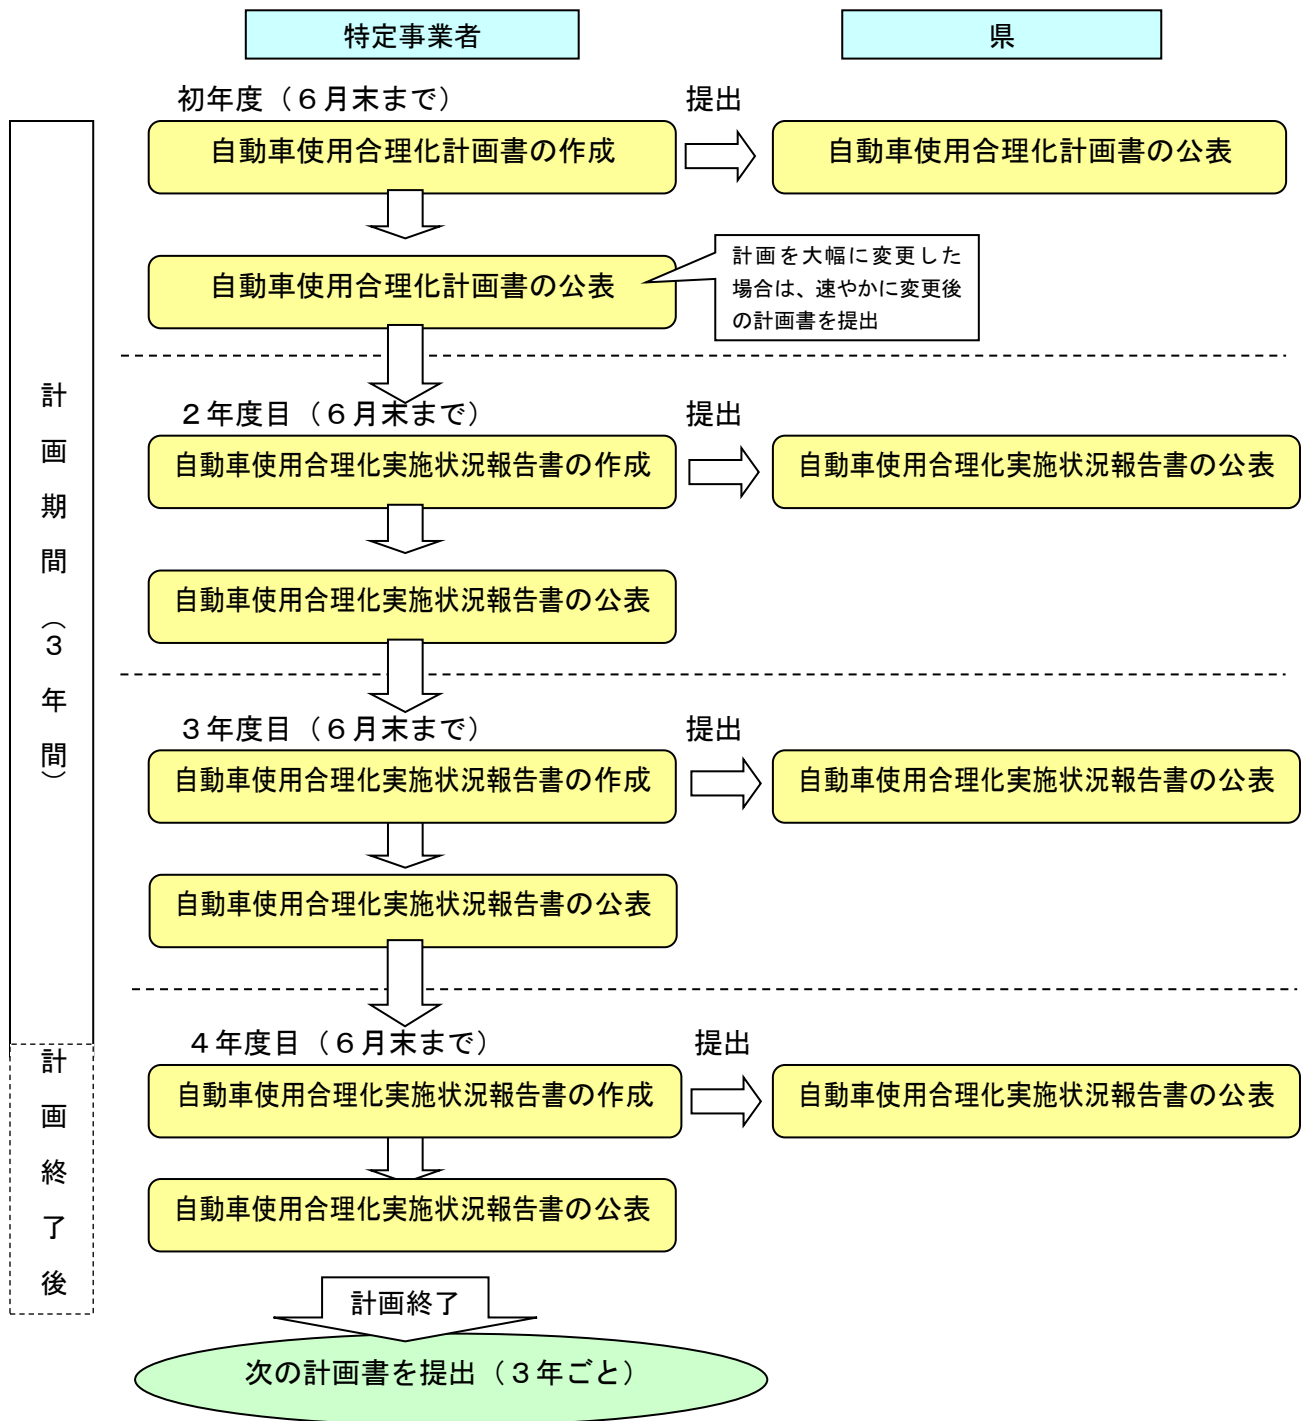 特定事業者
県
初年度（６月末まで）
提出
自動車使用合理化計画書の作成
自動車使用合理化計画書の公表
自動車使用合理化計画書の公表
計画を大幅に変更した
場合は、速やかに変更後
の計画書を提出
計画期間（３年間）
２年度目（６月末まで）
提出
自動車使用合理化実施状況報告書の作成
自動車使用合理化実施状況報告書の公表
自動車使用合理化実施状況報告書の公表
３年度目（６月末まで）
提出
自動車使用合理化実施状況報告書の作成
自動車使用合理化実施状況報告書の公表
自動車使用合理化実施状況報告書の公表
計画終了後
４年度目（６月末まで）
提出
自動車使用合理化実施状況報告書の作成
自動車使用合理化実施状況報告書の公表
自動車使用合理化実施状況報告書の公表
計画終了
次の計画書を提出（３年ごと）